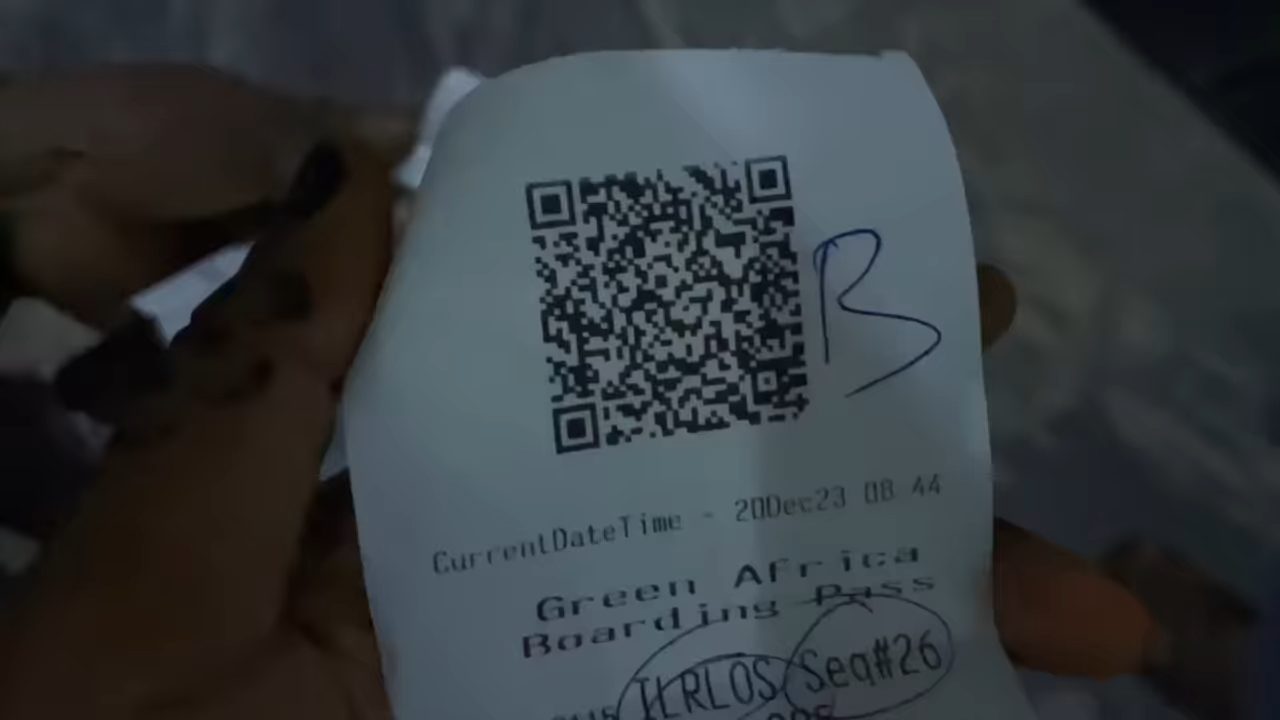 B
CurrentDateTime - 20Dec23 08 44
Green Africa
Boarding Pass
ILRLOS Seq#26